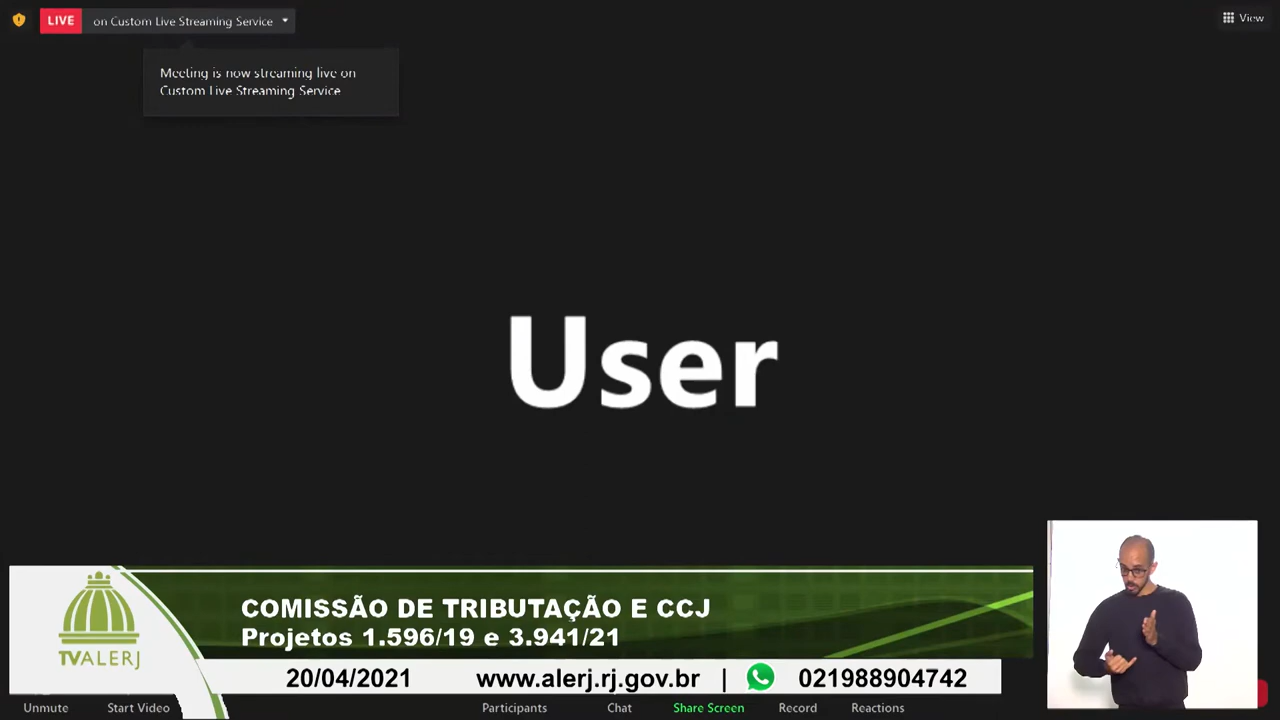 LIVE on Custom Live Streaming Service
View
Meeting is now streaming live on
Custom Live Streaming Service
User
COMISSÃO DE TRIBUTAÇÃO E CCJ
Projetos 1.596/19 e 3.941/21
TVALERJ
20/04/2021 www.alerj.rj.gov.br | 021988904742
Unmute Start Video Participants Chat Share Screen Record Reactions